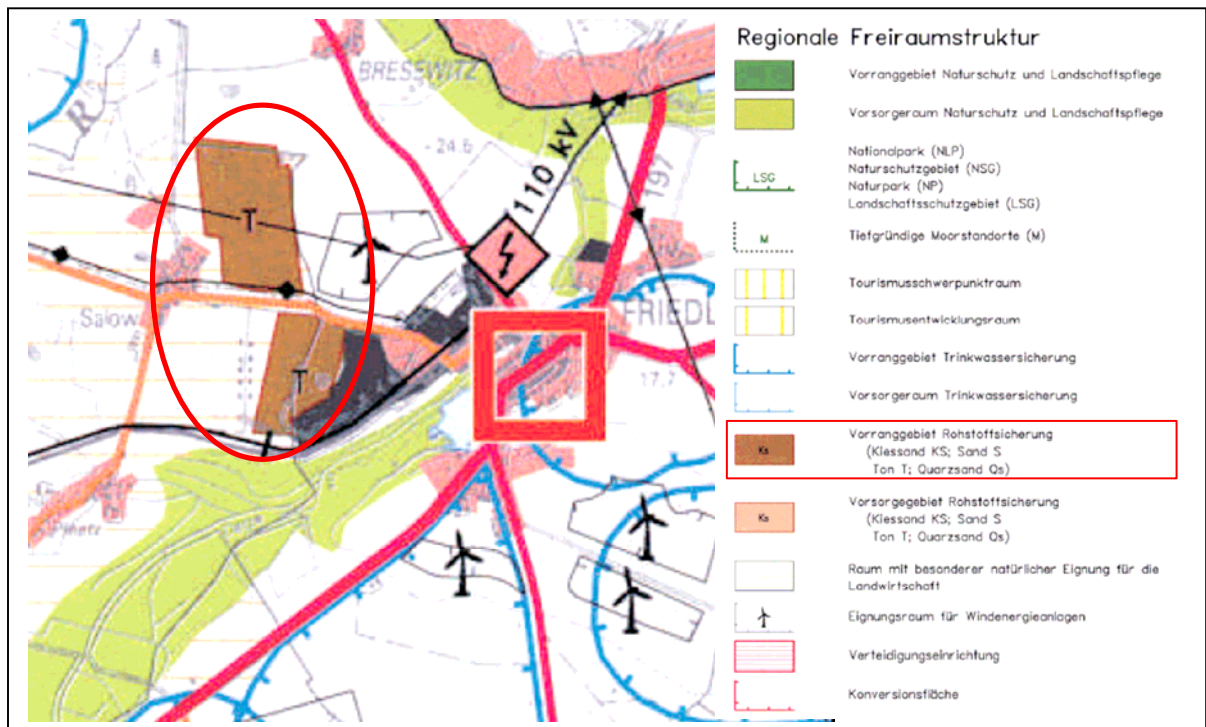 BRESSWITZ
R
24.6
110 kV
197
T
Salow
FRIEDL
T
17.7
Regionale Freiraumstruktur
Vorranggebiet Naturschutz und Landschaftspflege
Vorsorgeraum Naturschutz und Landschaftspflege
Nationalpark (NLP)
LSG
Naturschutzgebiet (NSG)
Naturpark (NP)
Landschaftsschutzgebiet (LSG)
M
Tiefgründige Moorstandorte (M)
Tourismusschwerpunktraum
Tourismusentwicklungsraum
Vorranggebiet Trinkwassersicherung
Vorsorgeraum Trinkwassersicherung
Ks
Vorranggebiet Rohstoffsicherung
(Kiessand KS; Sand S
Ton T; Quarzsand Qs)
Ks
Vorsorgegebiet Rohstoffsicherung
(Kiessand KS; Sand S
Ton T; Quarzsand Qs)
Raum mit besonderer natürlicher Eignung für die
Landwirtschaft
Eignungsraum für Windenergieanlagen
Verteidigungseinrichtung
Konversionsfläche